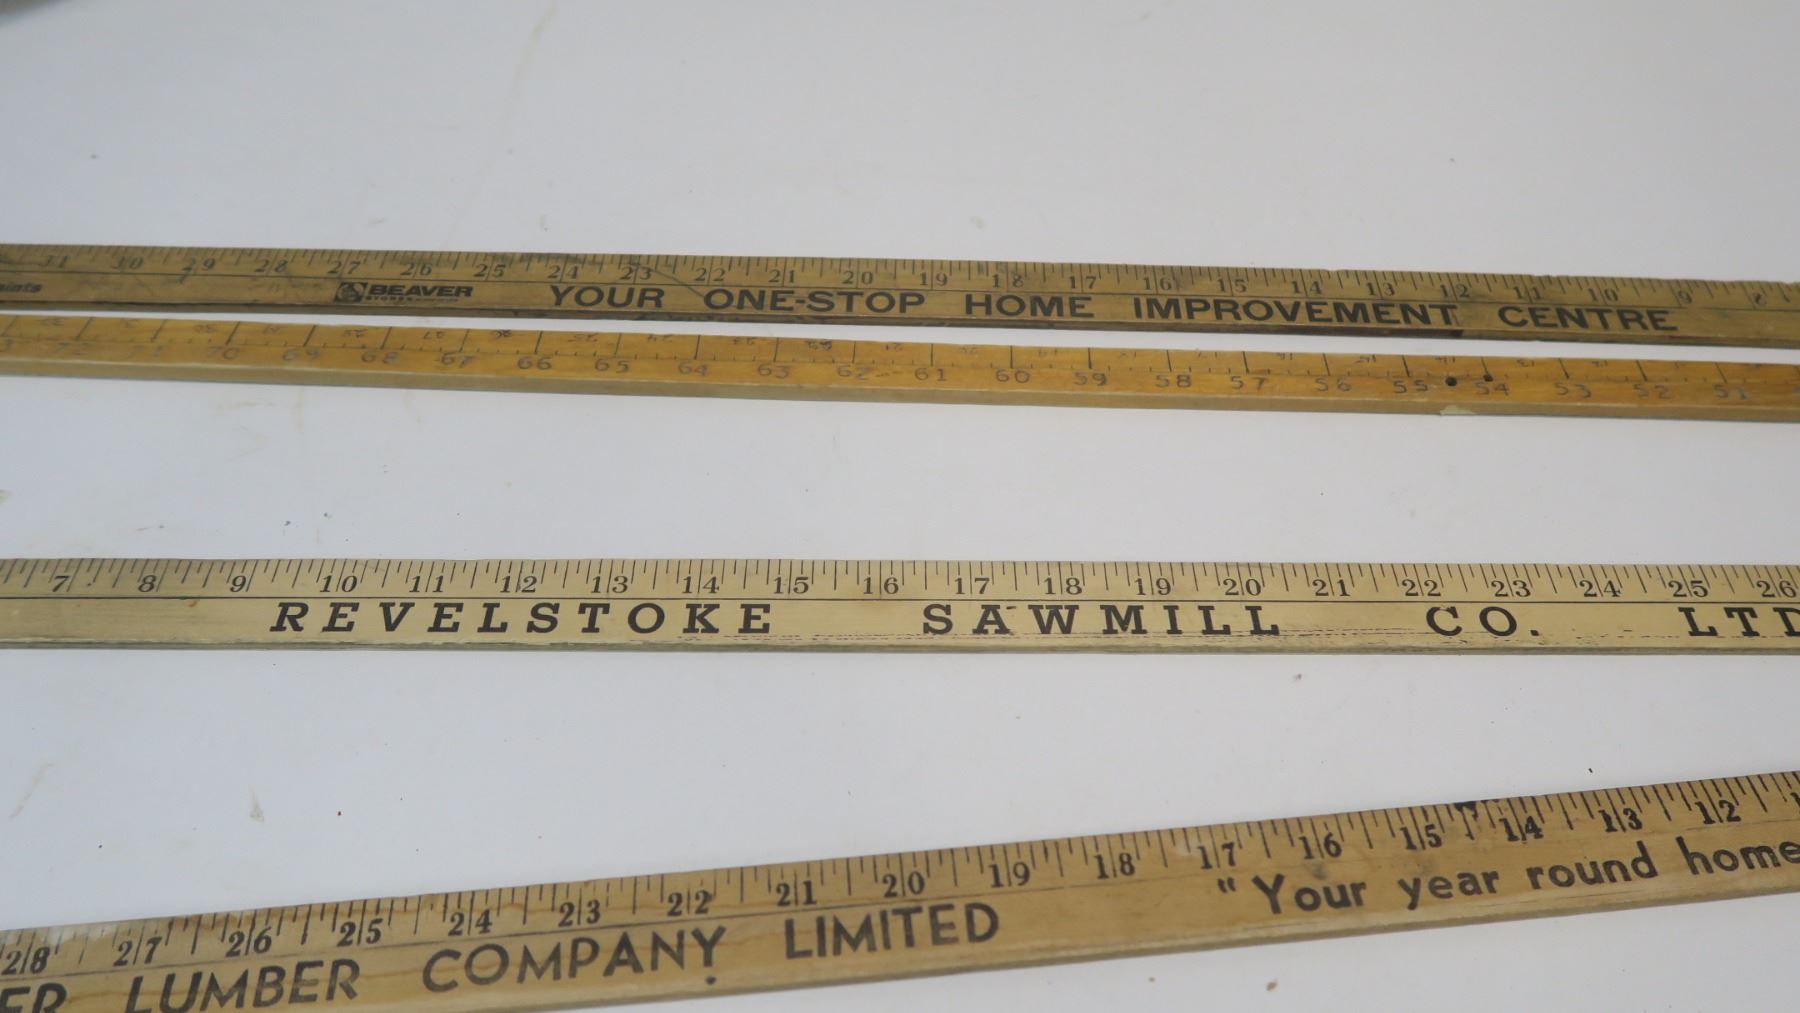 31 30 29 28 27 26 25 24 23 22 21 20 19 18 17 16 15 14 13 12 11 10 9 8
BEAVER YOUR ONE-STOP HOME IMPROVEMENT CENTRE
STORES
72 71 70 69 68 67 66 65 64 63 62 61 60 59 58 57 56 55 54 53 52 51
7 8 9 10 11 12 13 14 15 16 17 18 19 20 21 22 23 24 25 26
REVELSTOKE SAWMILL CO. LTD
28 27 26 25 24 23 22 21 20 19 18 17 16 15 14 13 12
ER LUMBER COMPANY LIMITED "Your year round home